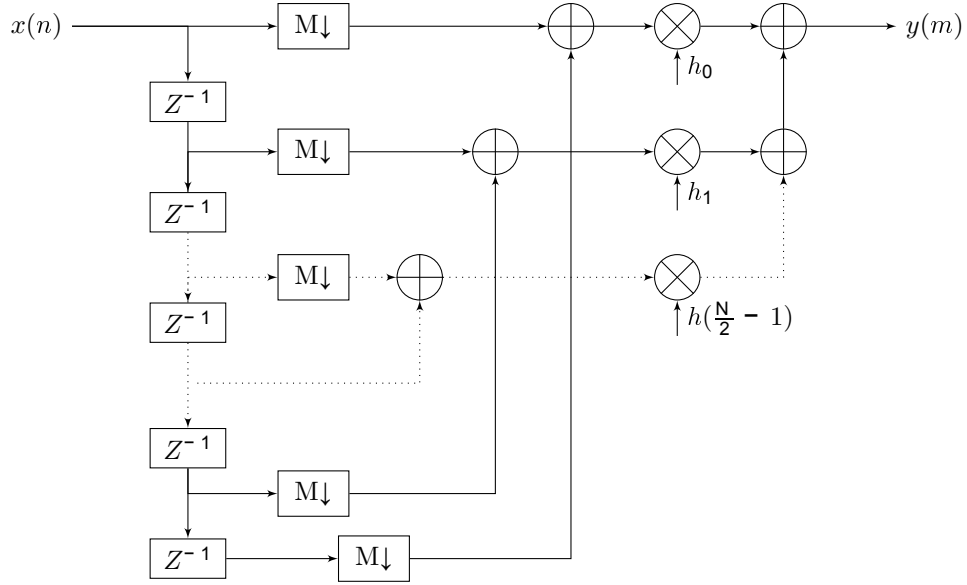 x(n) M↓ y(m)
h₀
Z⁻¹
M↓
h₁
Z⁻¹
M↓
Z⁻¹
h(N/2 − 1)
Z⁻¹
M↓
Z⁻¹ M↓